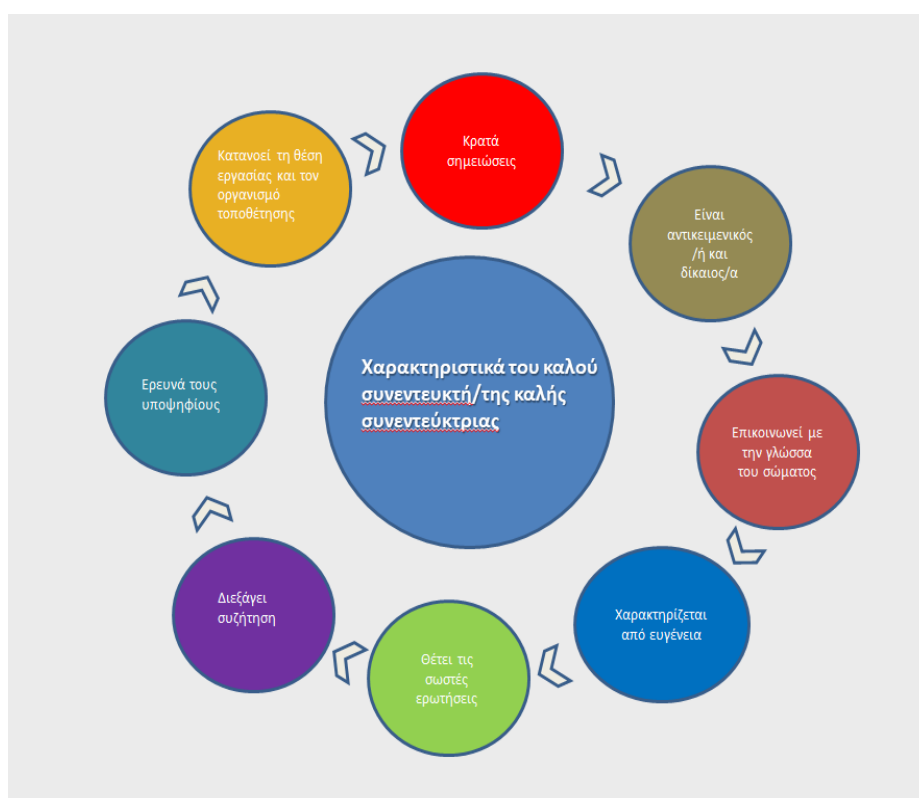 Κρατά
σημειώσεις
Είναι
αντικειμενικός
/ή και
δίκαιος/α
Επικοινωνεί με
την γλώσσα
του σώματος
Χαρακτηρίζεται
από ευγένεια
Θέτει τις
σωστές
ερωτήσεις
Διεξάγει
συζήτηση
Ερευνά τους
υποψηφίους
Κατανοεί τη θέση
εργασίας και τον
οργανισμό
τοποθέτησης
Χαρακτηριστικά του καλού
συνεντευκτή/της καλής
συνεντεύκτριας